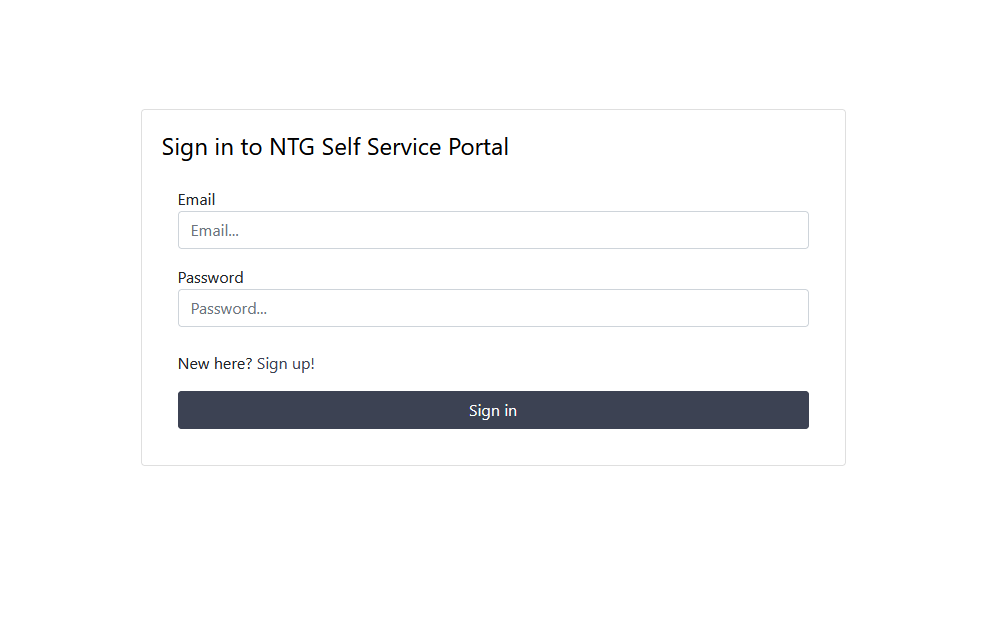 Sign in to NTG Self Service Portal
Email
Email...
Password
Password...
New here? Sign up!
Sign in